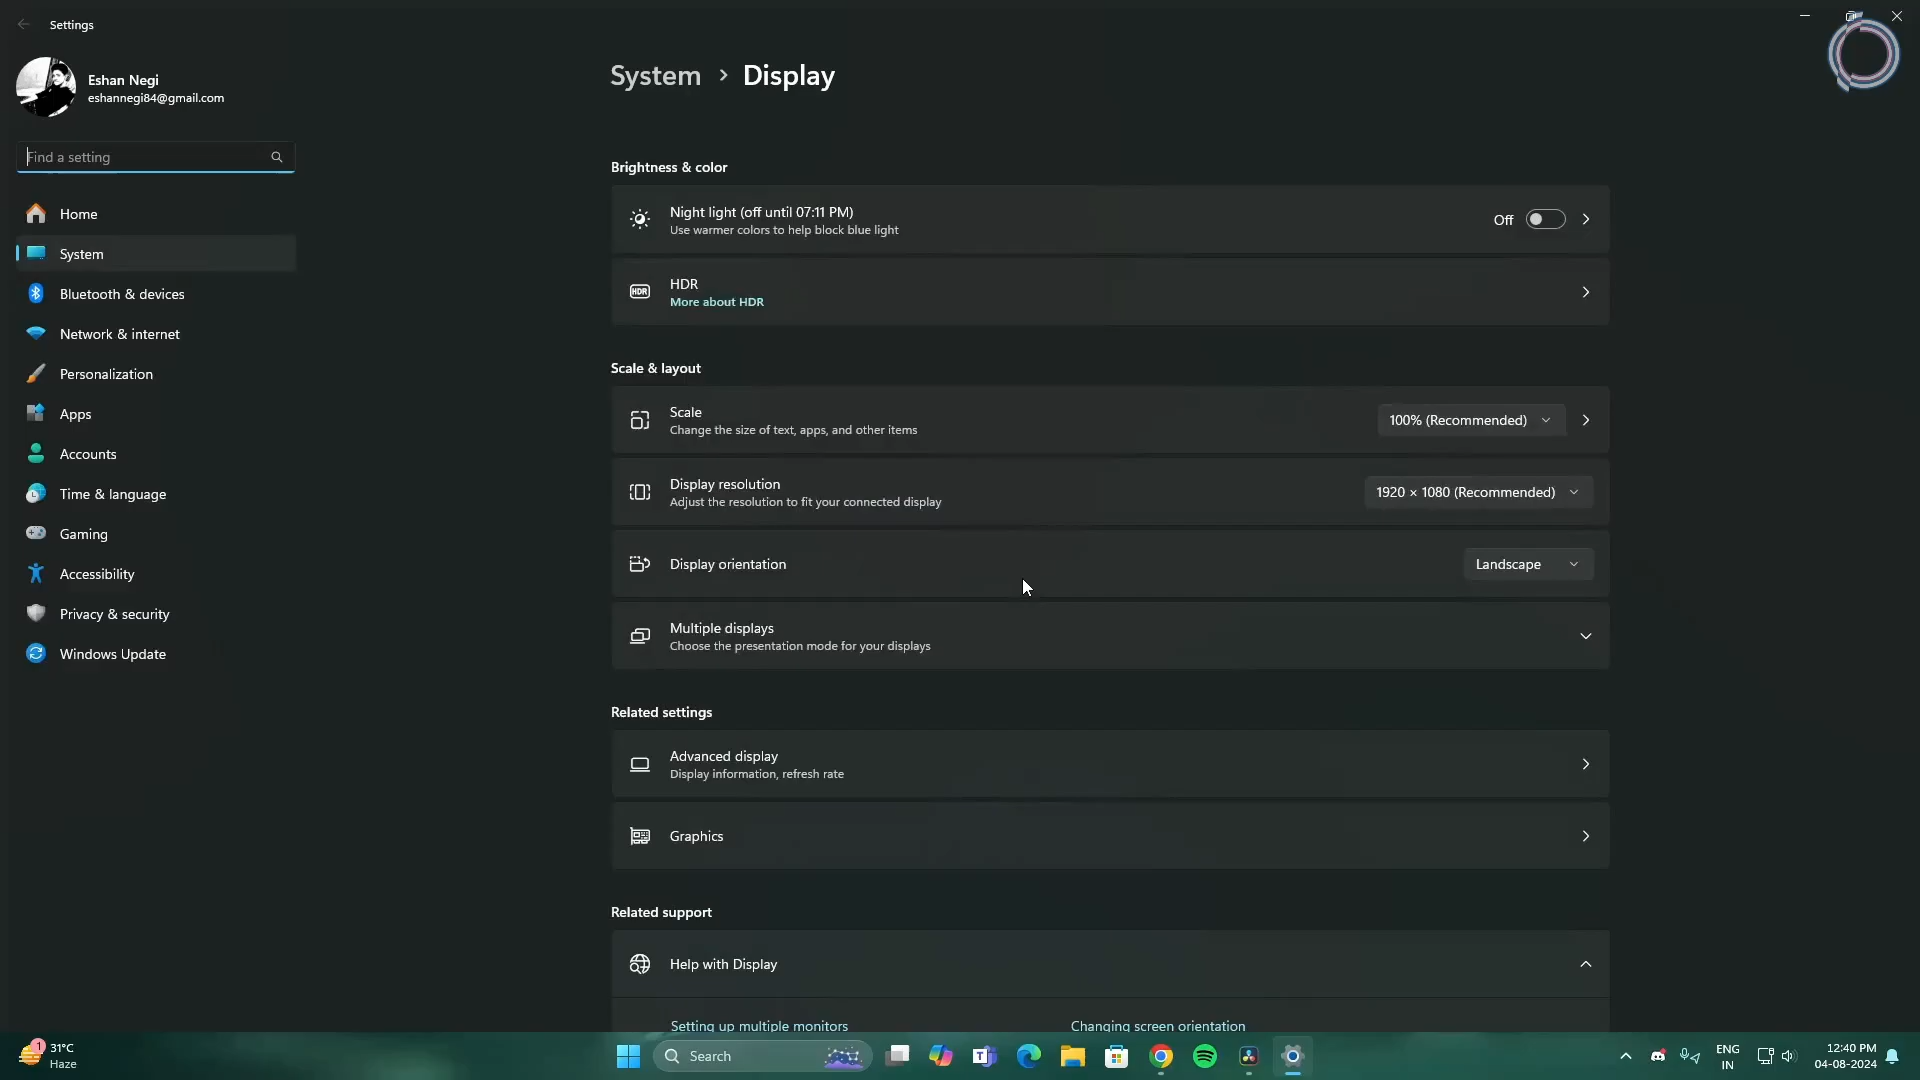 Settings
Eshan Negi
eshannegi84@gmail.com
Find a setting
Home
System
Bluetooth & devices
Network & internet
Personalization
Apps
Accounts
Time & language
Gaming
Accessibility
Privacy & security
Windows Update
System > Display
Brightness & color
Night light (off until 07:11 PM)
Use warmer colors to help block blue light
Off
HDR
HDR
More about HDR
Scale & layout
Scale
Change the size of text, apps, and other items
100% (Recommended)
Display resolution
Adjust the resolution to fit your connected display
1920 × 1080 (Recommended)
Display orientation
Landscape
Multiple displays
Choose the presentation mode for your displays
Related settings
Advanced display
Display information, refresh rate
Graphics
Related support
Help with Display
Setting up multiple monitors
Changing screen orientation
1
31°C
Haze
Search
ENG
IN
12:40 PM
04-08-2024